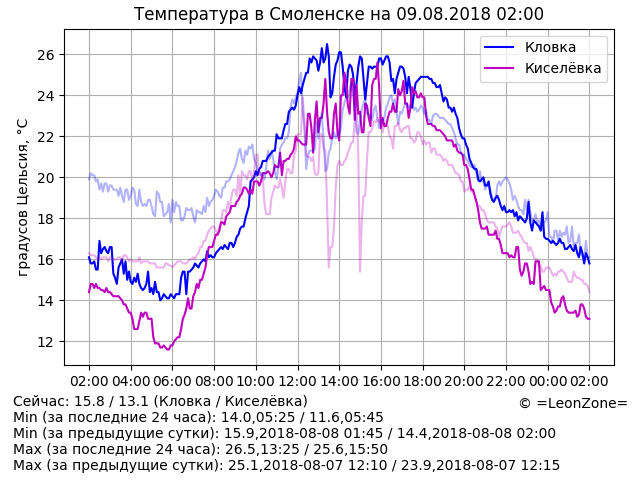 Температура в Смоленске на 09.08.2018 02:00
Кловка
Киселёвка
градусов Цельсия, °C
26
24
22
20
18
16
14
12
02:00 04:00 06:00 08:00 10:00 12:00 14:00 16:00 18:00 20:00 22:00 00:00 02:00
Сейчас: 15.8 / 13.1 (Кловка / Киселёвка)
© =LeonZone=
Min (за последние 24 часа): 14.0,05:25 / 11.6,05:45
Min (за предыдущие сутки): 15.9,2018-08-08 01:45 / 14.4,2018-08-08 02:00
Max (за последние 24 часа): 26.5,13:25 / 25.6,15:50
Max (за предыдущие сутки): 25.1,2018-08-07 12:10 / 23.9,2018-08-07 12:15